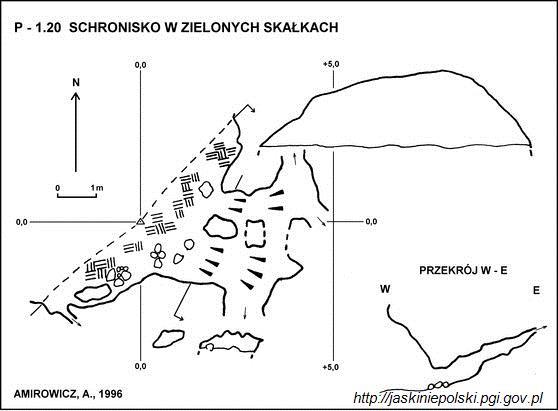 P - 1.20 SCHRONISKO W ZIELONYCH SKAŁKACH
0,0 +5,0
N
0 1m
0,0 0,0
PRZEKRÓJ W - E
W E
0,0 +5,0
AMIROWICZ, A., 1996
http://jaskiniepolski.pgi.gov.pl